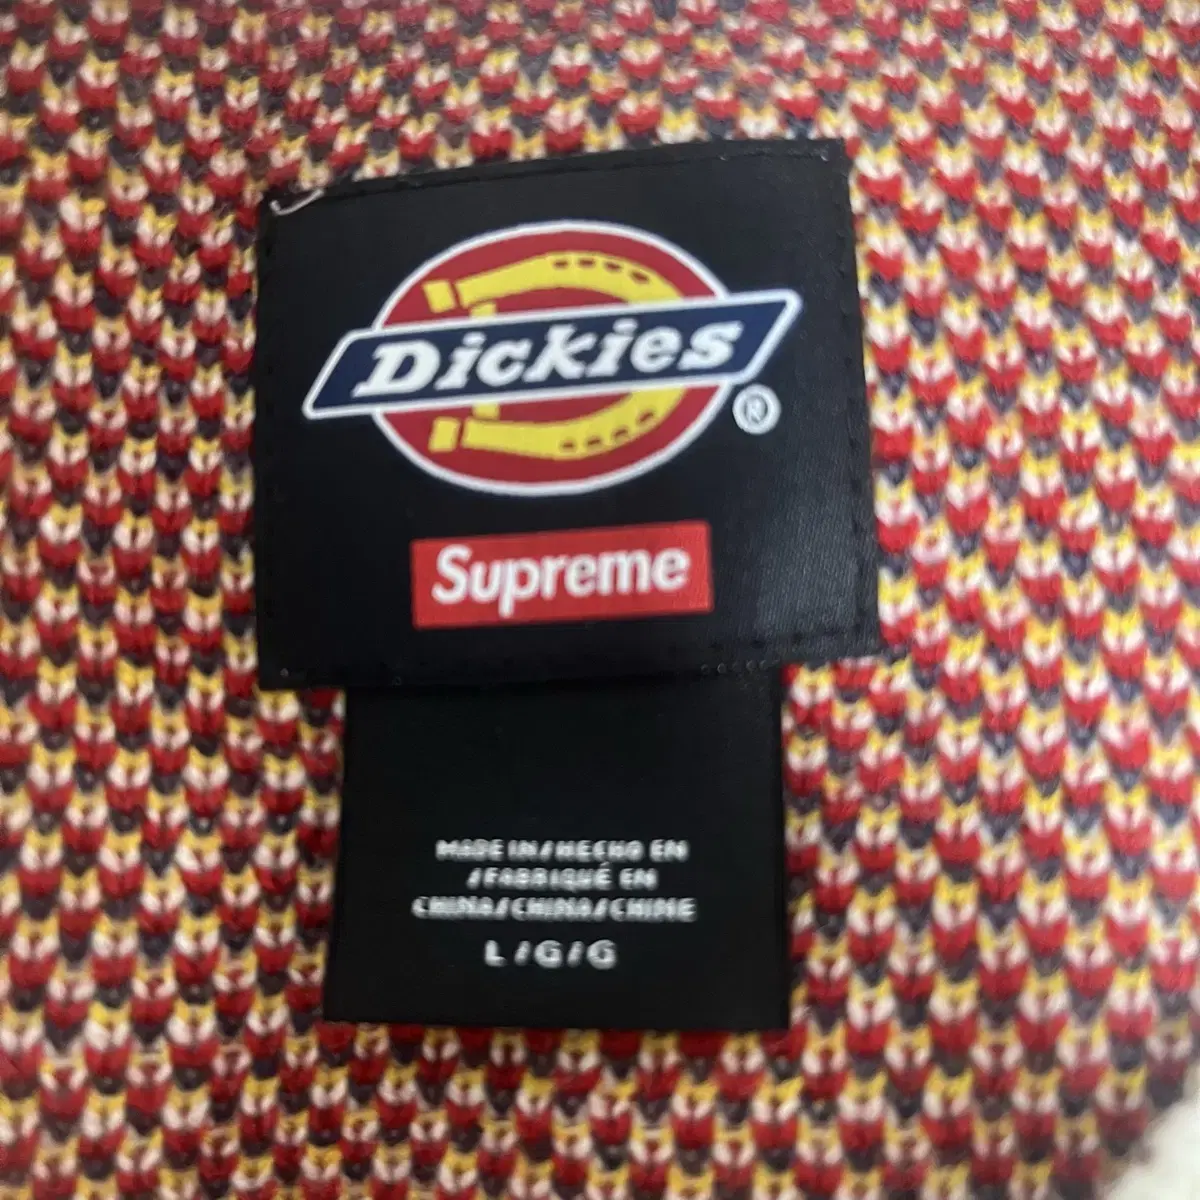 Dickies
®
Supreme
MADE IN/HECHO EN
/FABRIQUÉ EN
CHINA/CHINA/CHINE
L/G/G